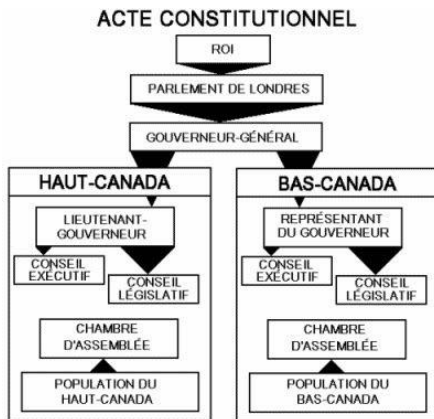 ACTE CONSTITUTIONNEL
ROI
PARLEMENT DE LONDRES
GOUVERNEUR-GÉNÉRAL
HAUT-CANADA
LIEUTENANT-
GOUVERNEUR
CONSEIL
EXÉCUTIF
CONSEIL
LÉGISLATIF
CHAMBRE
D'ASSEMBLÉE
POPULATION DU
HAUT-CANADA
BAS-CANADA
REPRÉSENTANT
DU GOUVERNEUR
CONSEIL
EXÉCUTIF
CONSEIL
LÉGISLATIF
CHAMBRE
D'ASSEMBLÉE
POPULATION DU
BAS-CANADA